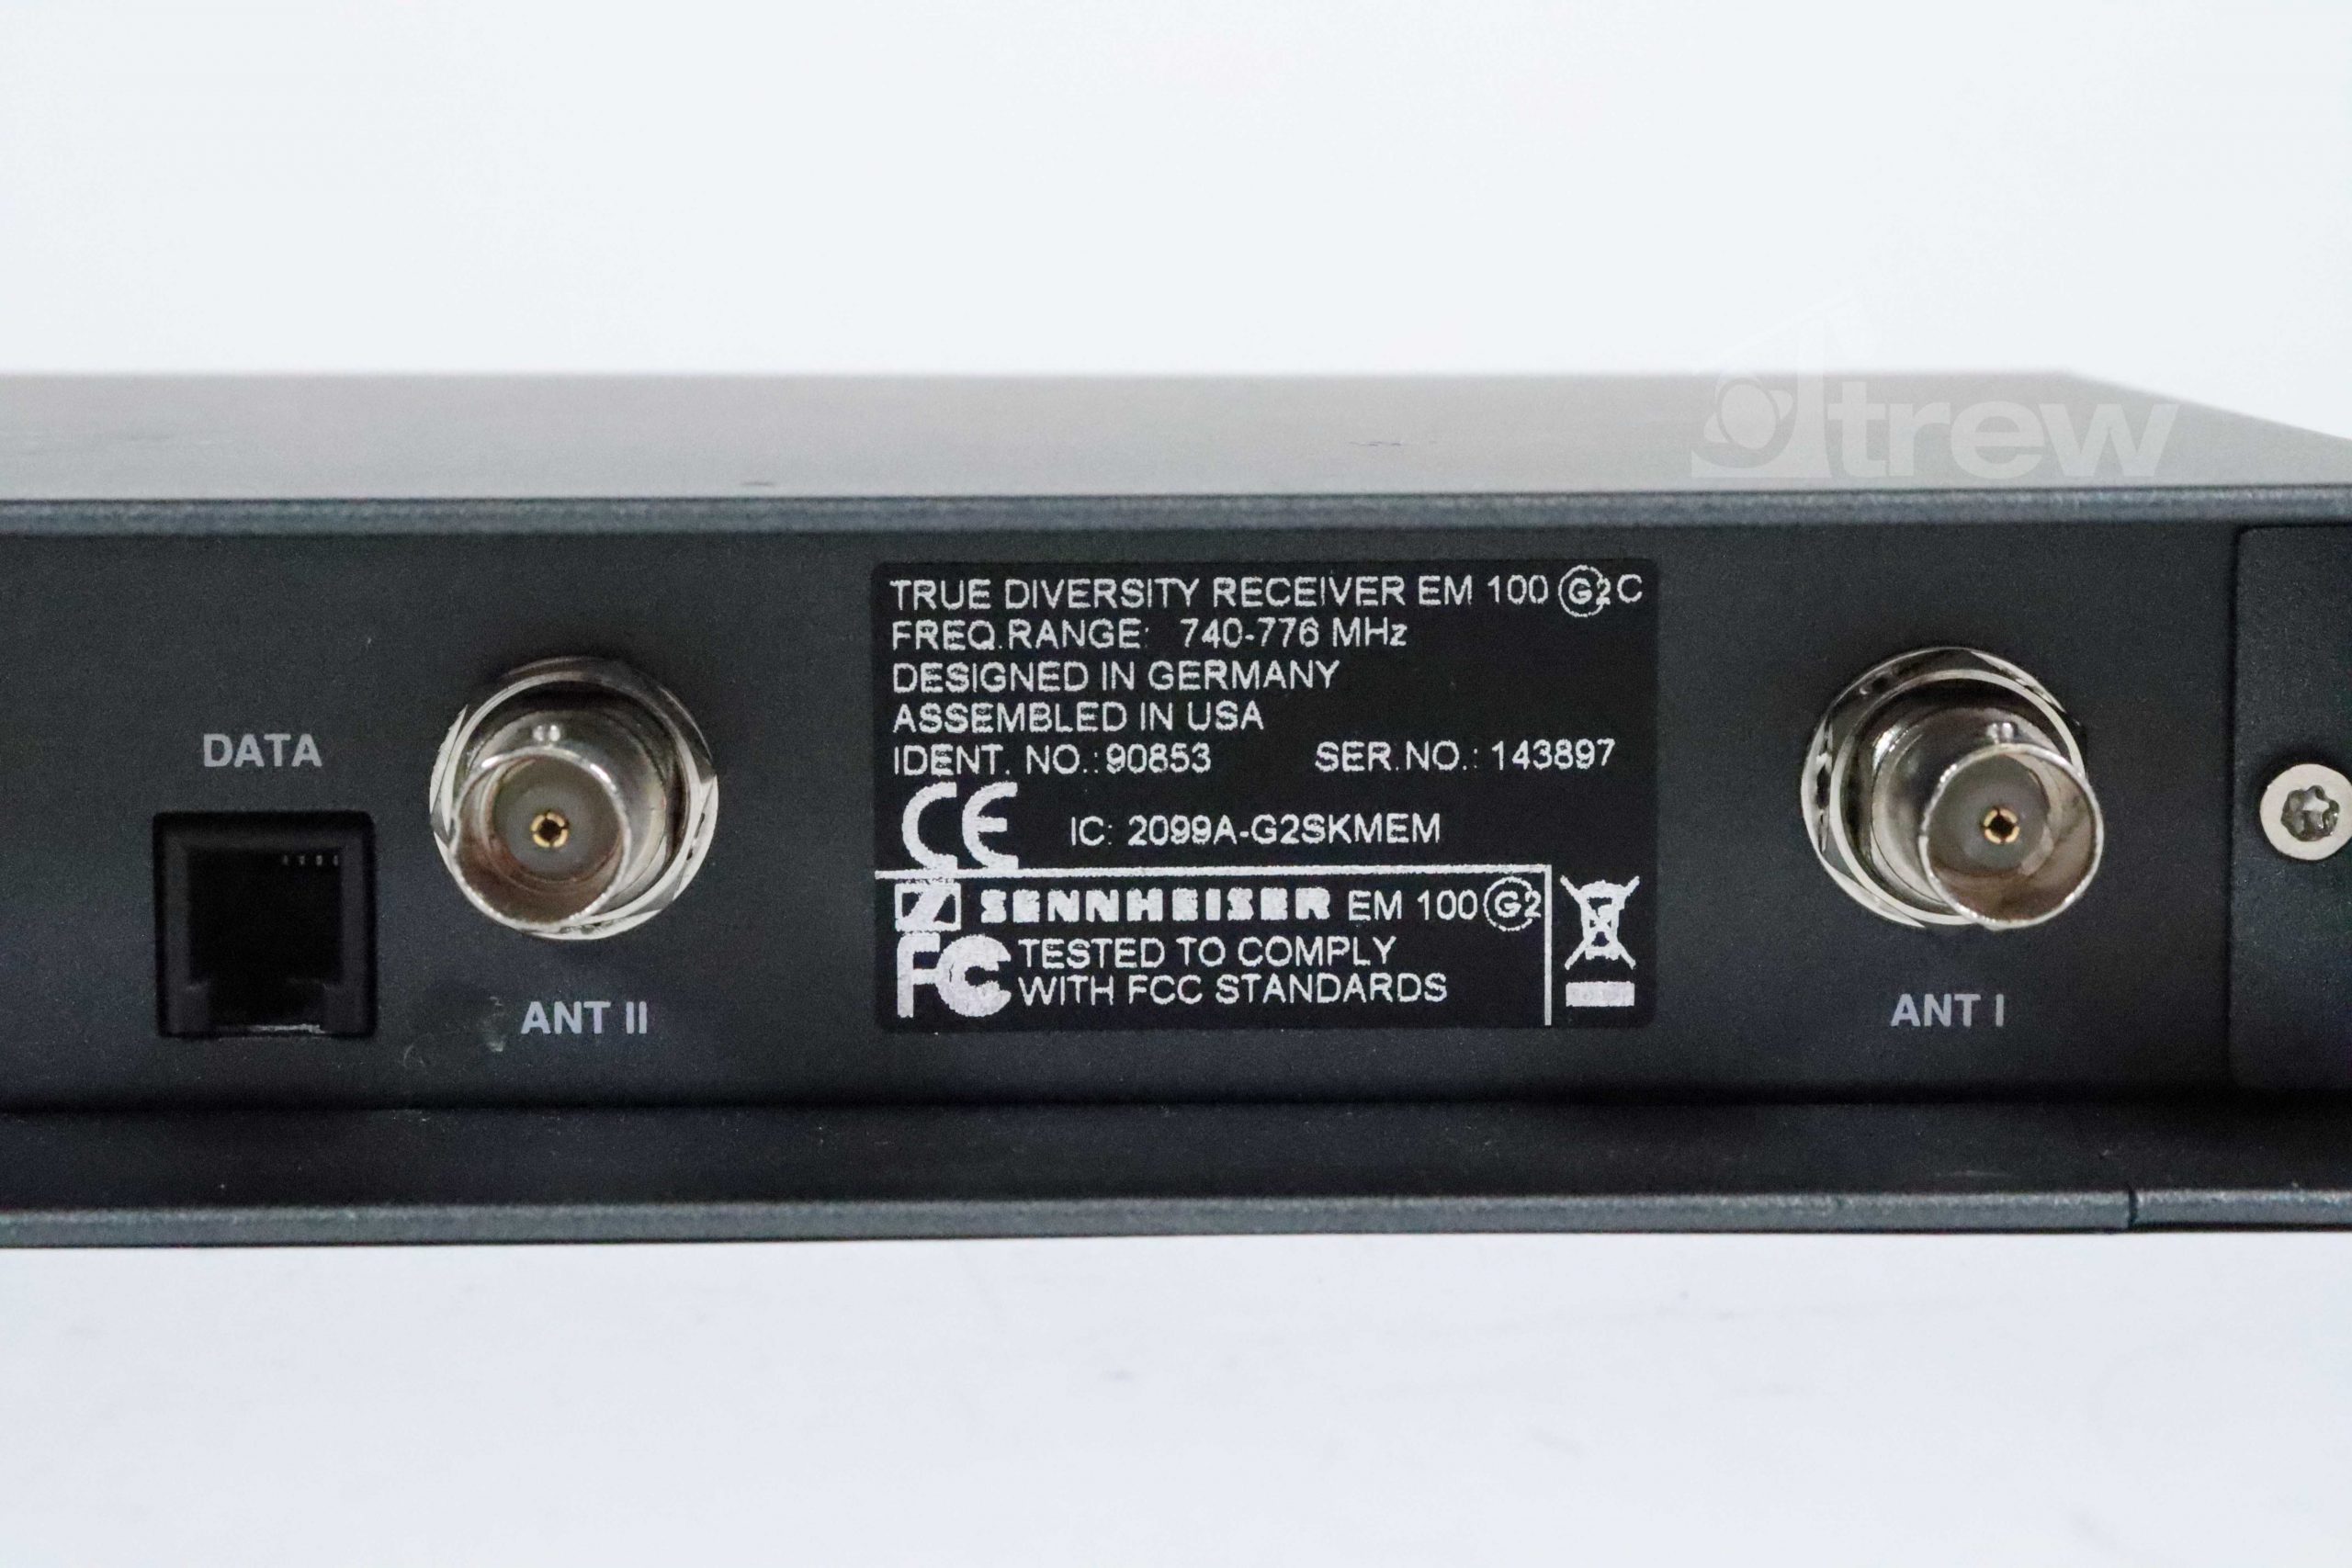 trew
TRUE DIVERSITY RECEIVER EM 100 G2 C
FREQ.RANGE: 740-776 MHz
DESIGNED IN GERMANY
ASSEMBLED IN USA
IDENT. NO.:90853 SER.NO.: 143897
CE IC: 2099A-G2SKMEM
SENNHEISER EM 100 G2
FC TESTED TO COMPLY
WITH FCC STANDARDS
DATA
ANT II
ANT I